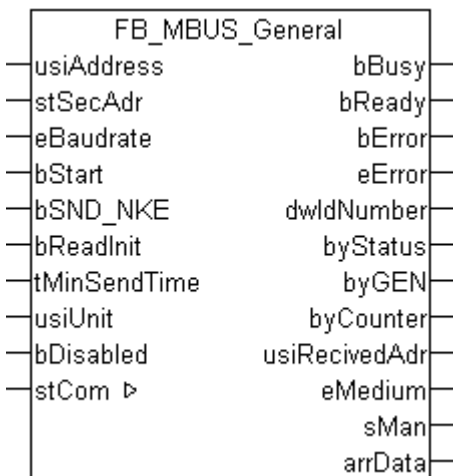 FB_MBUS_General
usiAddress bBusy
stSecAdr bReady
eBaudrate bError
bStart eError
bSND_NKE dwIdNumber
bReadInit byStatus
tMinSendTime byGEN
usiUnit byCounter
bDisabled usiRecivedAdr
stCom ▷ eMedium
sMan
arrData